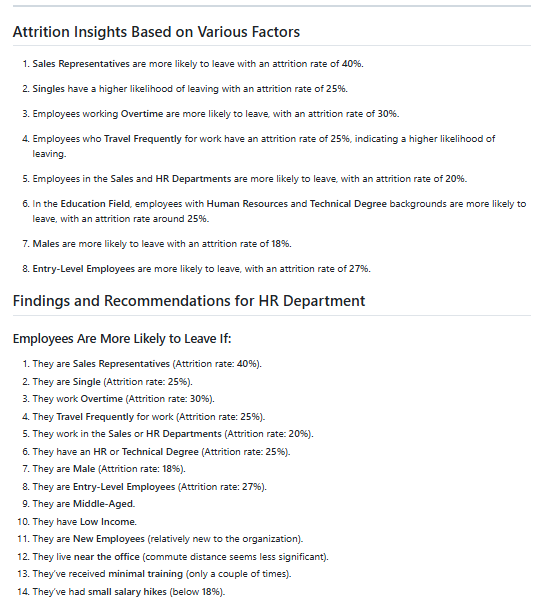 Attrition Insights Based on Various Factors
1. Sales Representatives are more likely to leave with an attrition rate of 40%.
2. Singles have a higher likelihood of leaving with an attrition rate of 25%.
3. Employees working Overtime are more likely to leave, with an attrition rate of 30%.
4. Employees who Travel Frequently for work have an attrition rate of 25%, indicating a higher likelihood of
leaving.
5. Employees in the Sales and HR Departments are more likely to leave, with an attrition rate of 20%.
6. In the Education Field, employees with Human Resources and Technical Degree backgrounds are more likely to
leave, with an attrition rate around 25%.
7. Males are more likely to leave with an attrition rate of 18%.
8. Entry-Level Employees are more likely to leave, with an attrition rate of 27%.
Findings and Recommendations for HR Department
Employees Are More Likely to Leave If:
1. They are Sales Representatives (Attrition rate: 40%).
2. They are Single (Attrition rate: 25%).
3. They work Overtime (Attrition rate: 30%).
4. They Travel Frequently for work (Attrition rate: 25%).
5. They work in the Sales or HR Departments (Attrition rate: 20%).
6. They have an HR or Technical Degree (Attrition rate: 25%).
7. They are Male (Attrition rate: 18%).
8. They are Entry-Level Employees (Attrition rate: 27%).
9. They are Middle-Aged.
10. They have Low Income.
11. They are New Employees (relatively new to the organization).
12. They live near the office (commute distance seems less significant).
13. They've received minimal training (only a couple of times).
14. They've had small salary hikes (below 18%).